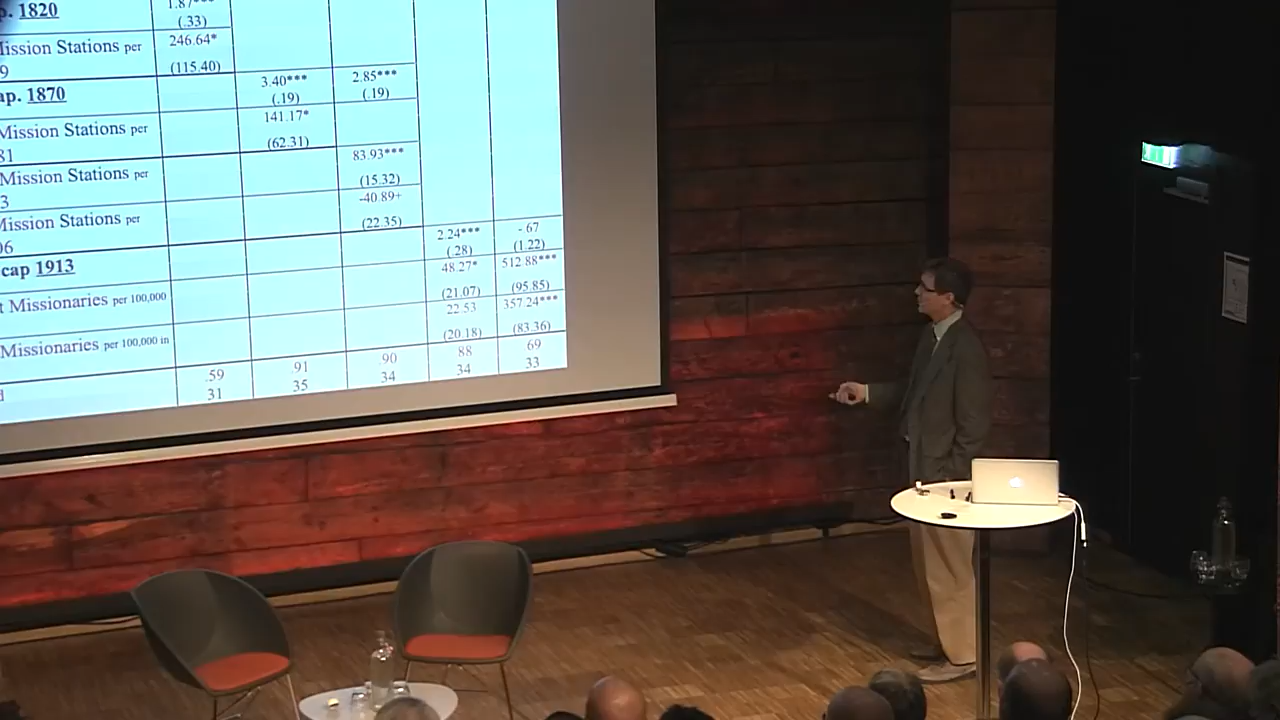 p. 1820 1.87***
(.33)
ission Stations per 246.64*
9 (115.40)
ap. 1870 3.40*** 2.85***
(.19) (.19)
Mission Stations per 141.17*
81 (62.31)
Mission Stations per 83.93***
3 (15.32)
Mission Stations per -40.89+
06 (22.35)
cap 1913 2.24*** -.67
(.28) (1.22)
t Missionaries per 100,000 48.27* 512.88***
(21.07) (95.85)
Missionaries per 100,000 in 22.53 357.24***
(20.18) (83.36)
.59 .91 .90 88 69
d 31 35 34 34 33